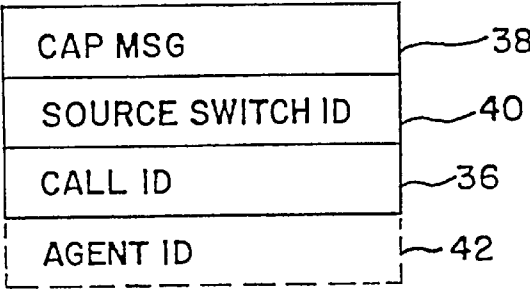 CAP MSG 38
SOURCE SWITCH ID 40
CALL ID 36
AGENT ID 42